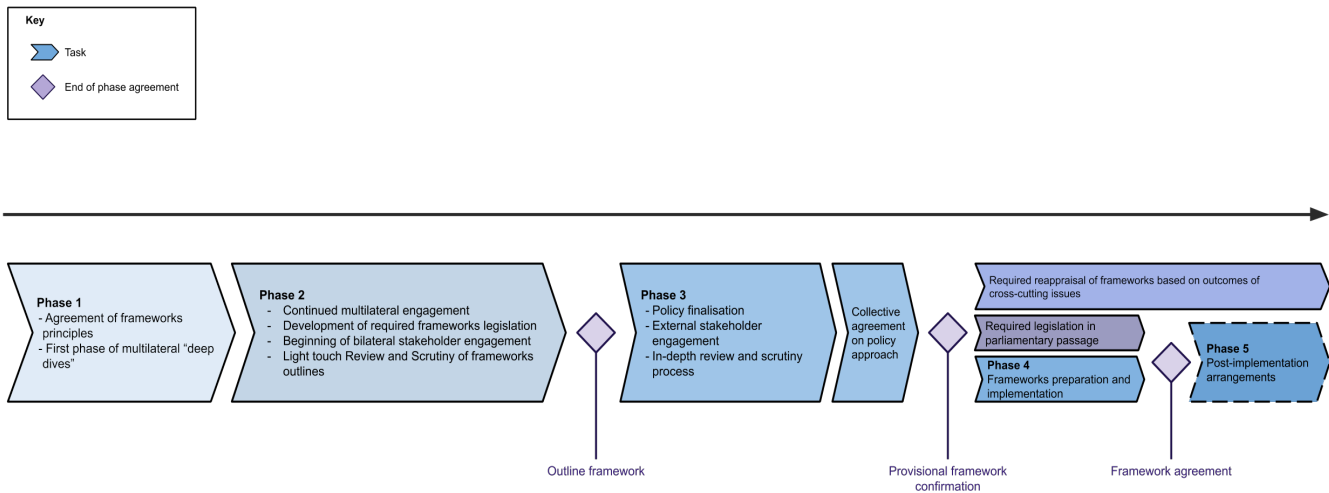 Key
Task
End of phase agreement
Phase 1
- Agreement of frameworks
principles
- First phase of multilateral “deep
dives”
Phase 2
- Continued multilateral engagement
- Development of required frameworks legislation
- Beginning of bilateral stakeholder engagement
- Light touch Review and Scrutiny of frameworks
outlines
Phase 3
- Policy finalisation
- External stakeholder
engagement
- In-depth review and scrutiny
process
Collective
agreement
on policy
approach
Required reappraisal of frameworks based on outcomes of
cross-cutting issues
Required legislation in
parliamentary passage
Phase 4
Frameworks preparation and
implementation
Phase 5
Post-implementation
arrangements
Outline framework
Provisional framework
confirmation
Framework agreement